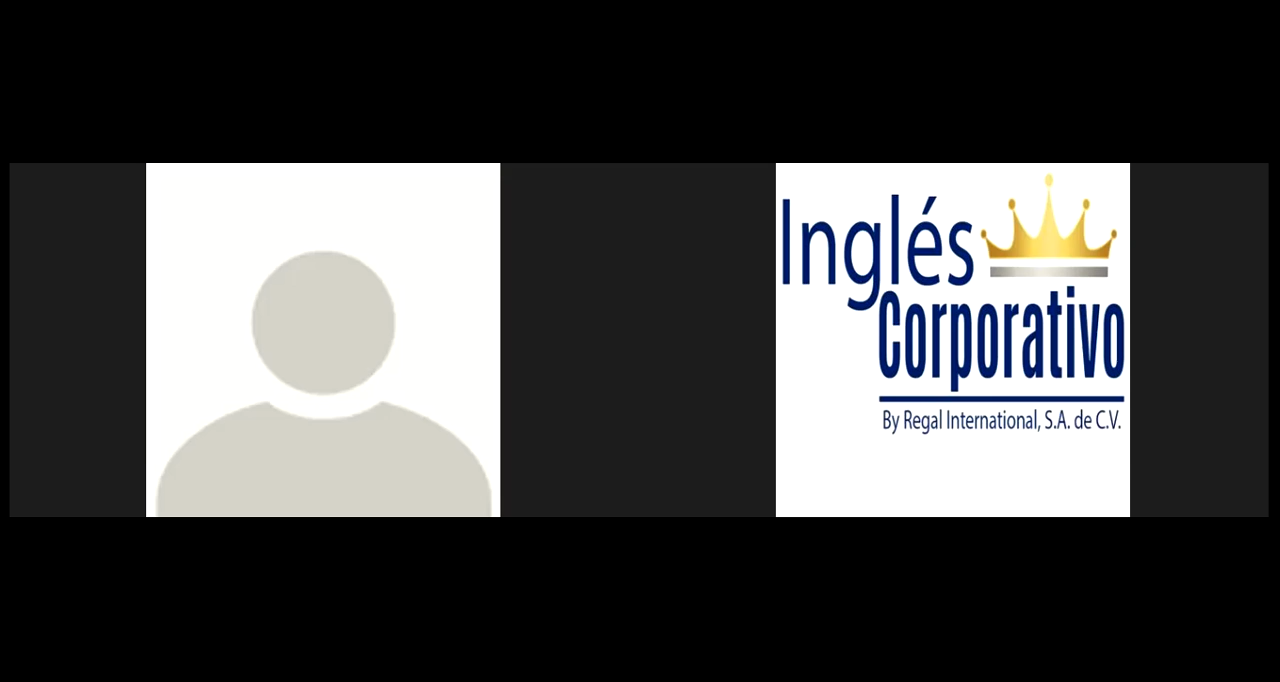 Inglés
Corporativo
By Regal International, S.A. de C.V.